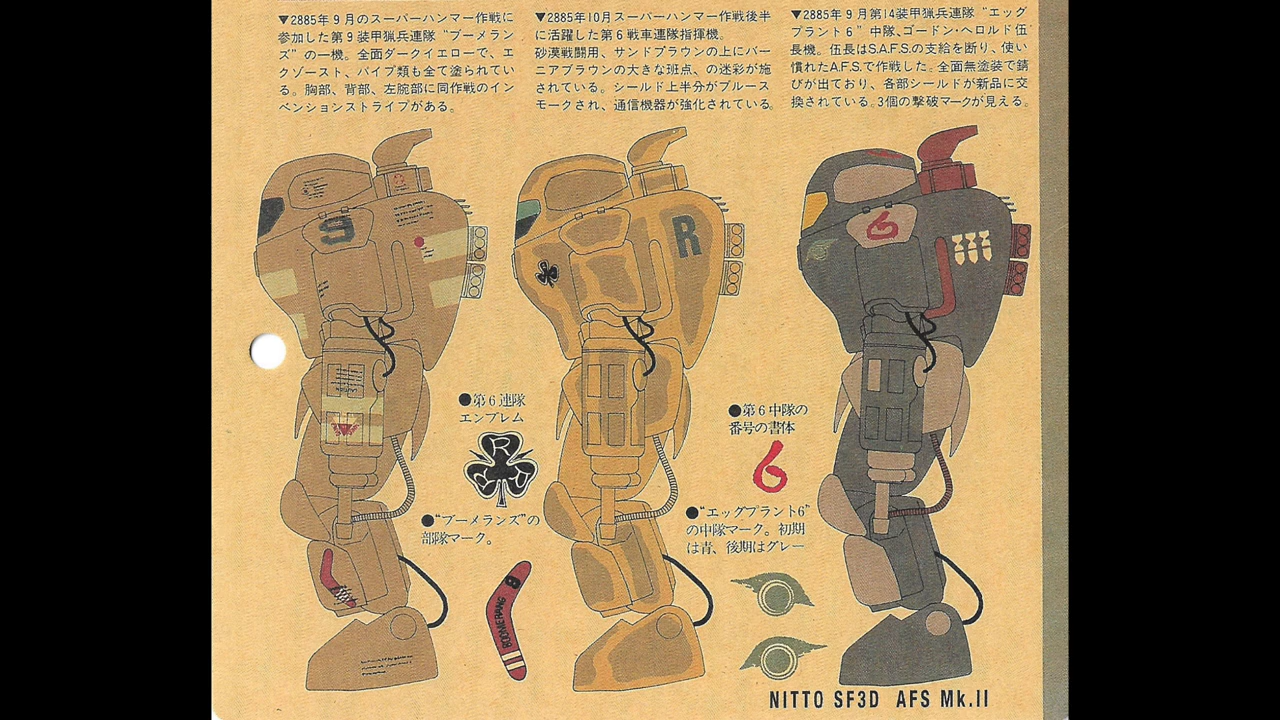 ▼2885年9月のスーパーハンマー作戦に
参加した第9装甲猟兵連隊“ブーメラン
ズ”の一機。全面ダークイエローで、エ
クゾースト、パイプ類も全て塗られてい
る。胸部、背部、左腕部に同作戦のイン
ベンションストライプがある。
▼2885年10月スーパーハンマー作戦後半
に活躍した第6戦車連隊指揮機。
砂漠戦闘用、サンドブラウンの上にバー
ニアブラウンの大きな斑点、の迷彩が施
されている。シールド上半分がブルース
モークされ、通信機器が強化されている。
▼2885年9月第14装甲猟兵連隊“エッグ
プラント6”中隊、ゴードン・ヘロルド伍
長機。伍長はS.A.F.S.の支給を断り、使い
慣れたA.F.S.で作戦した。全面無塗装で錆
びが出ており、各部シールドが新品に交
換されている。3個の撃破マークが見える。
9
R
6
●第6連隊
エンブレム
R
●“ブーメランズ”の
部隊マーク。
BOOMERANG
●第6中隊の
番号の書体
6
●“エッグプラント6”
の中隊マーク。初期
は青、後期はグレー
NITTO SF3D AFS Mk.II